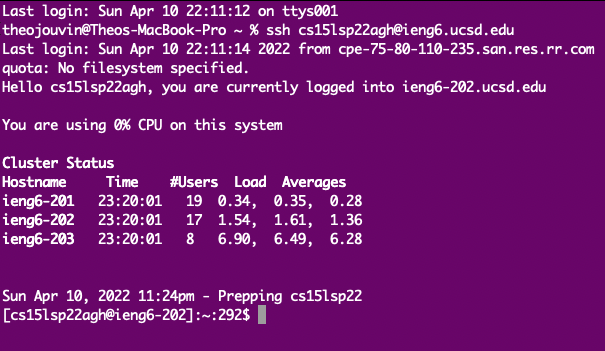 Last login: Sun Apr 10 22:11:12 on ttys001
theojouvin@Theos-MacBook-Pro ~ % ssh cs15lsp22agh@ieng6.ucsd.edu
Last login: Sun Apr 10 22:11:14 2022 from cpe-75-80-110-235.san.res.rr.com
quota: No filesystem specified.
Hello cs15lsp22agh, you are currently logged into ieng6-202.ucsd.edu
You are using 0% CPU on this system
Cluster Status
Hostname Time #Users Load Averages
ieng6-201 23:20:01 19 0.34, 0.35, 0.28
ieng6-202 23:20:01 17 1.54, 1.61, 1.36
ieng6-203 23:20:01 8 6.90, 6.49, 6.28
Sun Apr 10, 2022 11:24pm - Prepping cs15lsp22
[cs15lsp22agh@ieng6-202]:~:292$